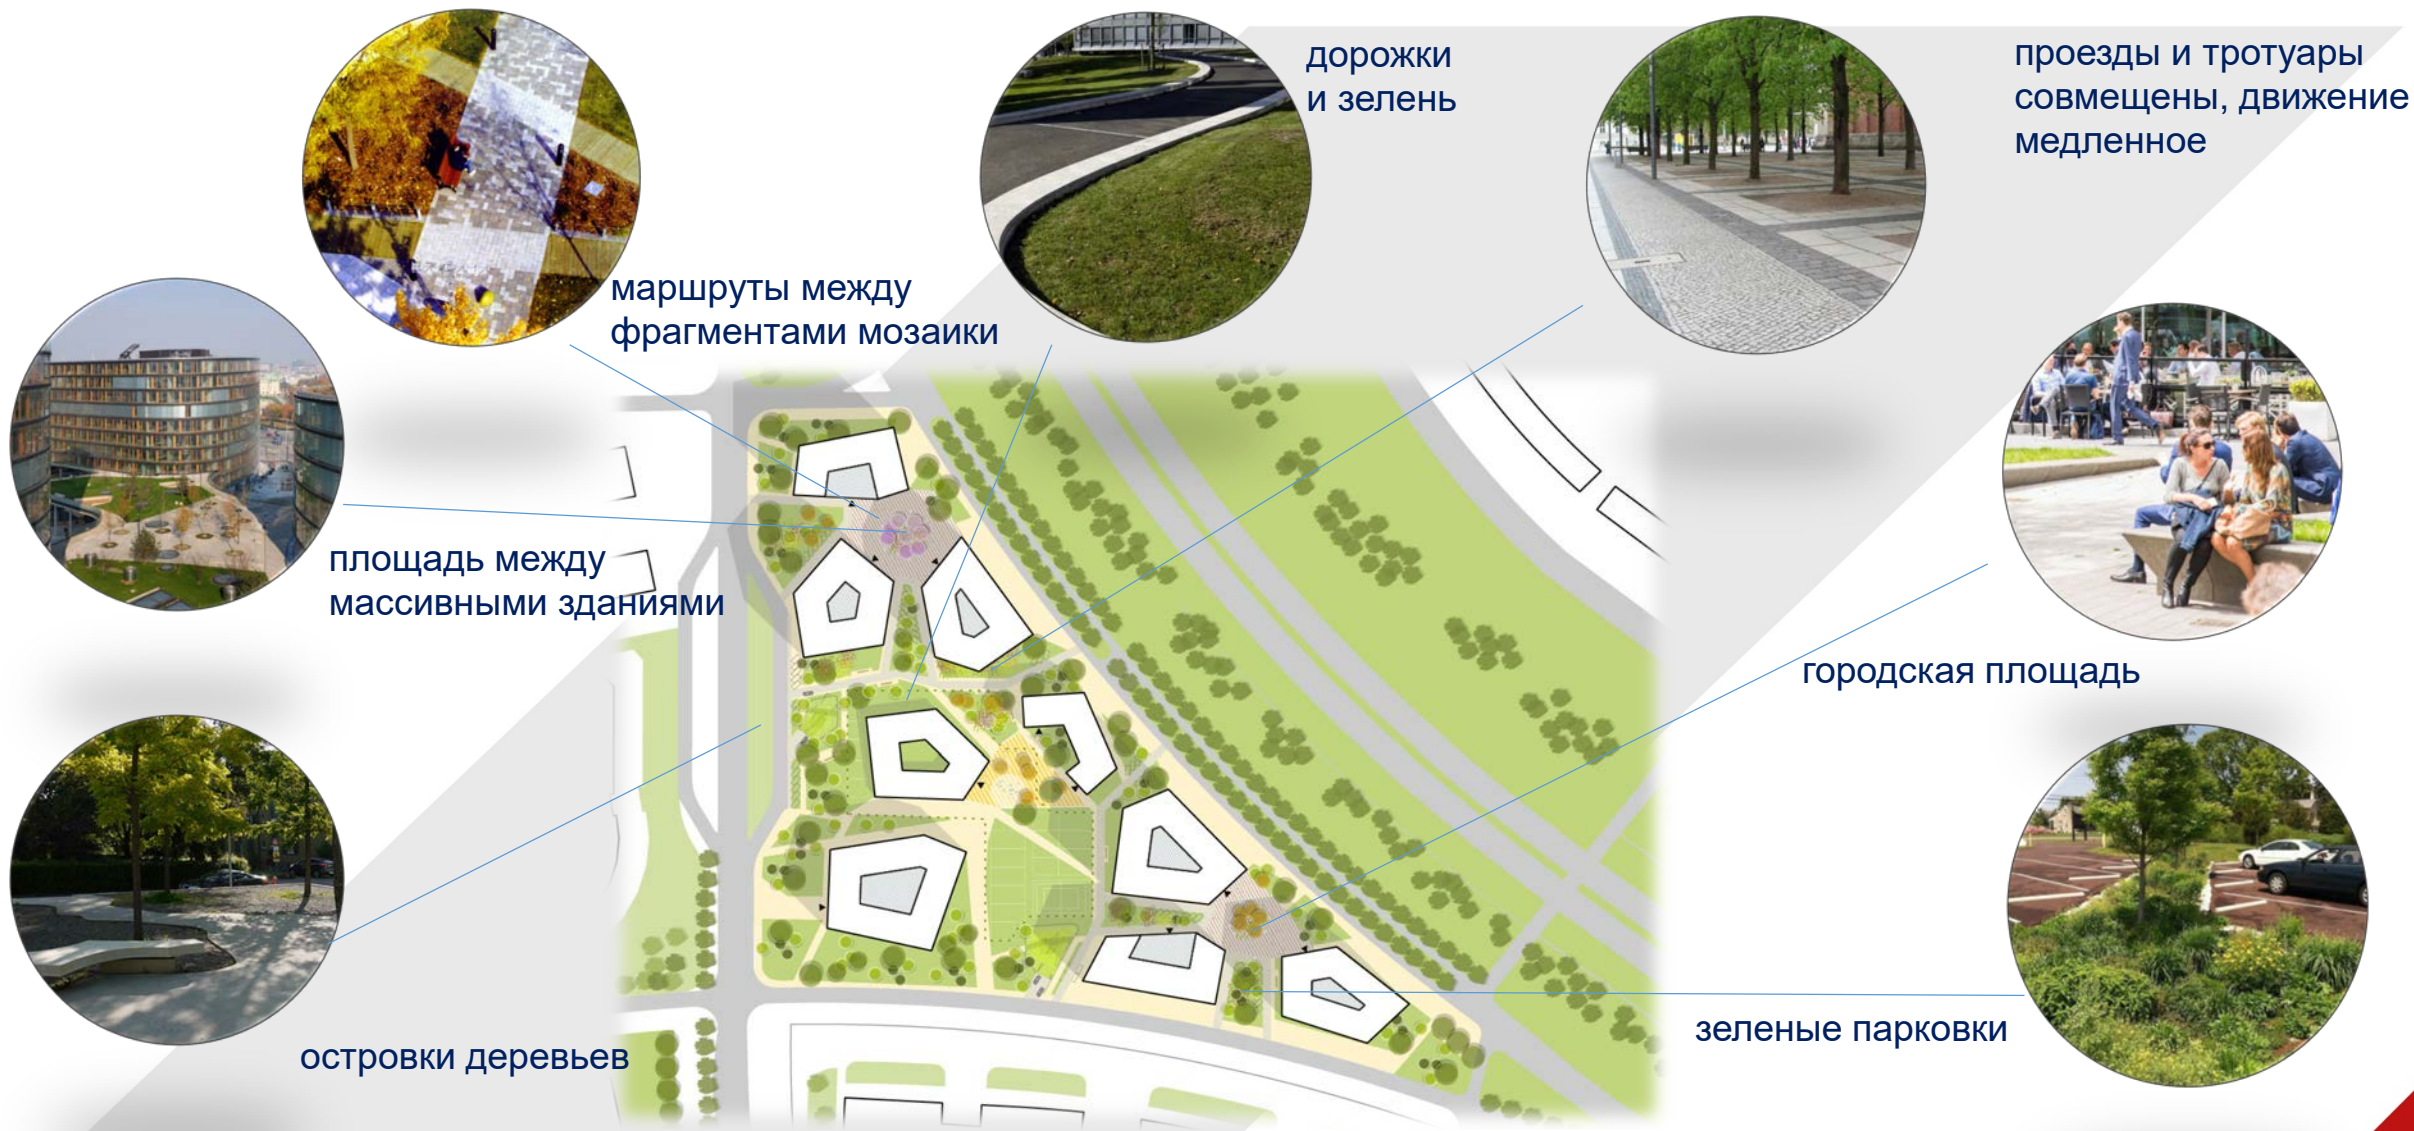 дорожки
и зелень
проезды и тротуары
совмещены, движение
медленное
маршруты между
фрагментами мозаики
площадь между
массивными зданиями
городская площадь
зеленые парковки
островки деревьев